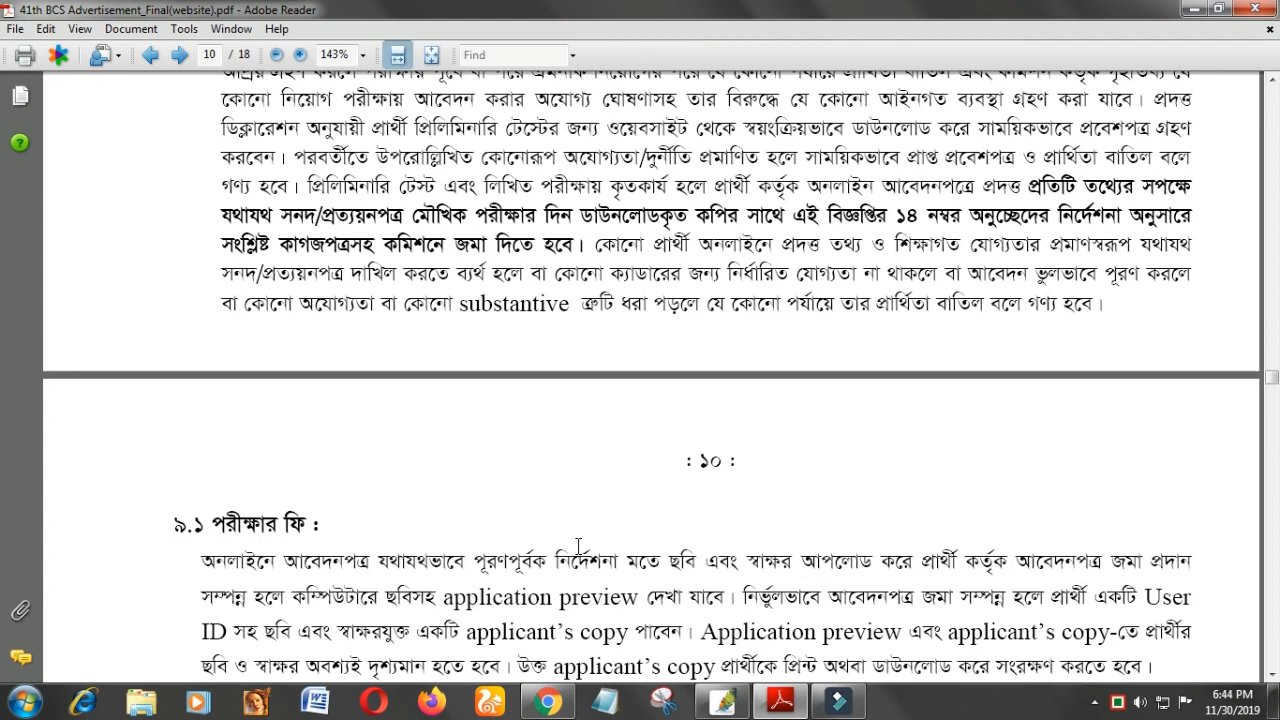 41th BCS Advertisement_Final(website).pdf - Adobe Reader
File Edit View Document Tools Window Help
10 / 18 143% Find
কোনো নিয়োগ পরীক্ষায় আবেদন করার অযোগ্য ঘোষণাসহ তার বিরুদ্ধে যে কোনো আইনগত ব্যবস্থা গ্রহণ করা যাবে। প্রদত্ত
ডিক্লারেশন অনুযায়ী প্রার্থী প্রিলিমিনারি টেস্টের জন্য ওয়েবসাইট থেকে স্বয়ংক্রিয়ভাবে ডাউনলোড করে সাময়িকভাবে প্রবেশপত্র গ্রহণ
করবেন। পরবর্তীতে উপরোল্লিখিত কোনোরূপ অযোগ্যতা/দুর্নীতি প্রমাণিত হলে সাময়িকভাবে প্রাপ্ত প্রবেশপত্র ও প্রার্থিতা বাতিল বলে
গণ্য হবে। প্রিলিমিনারি টেস্ট এবং লিখিত পরীক্ষায় কৃতকার্য হলে প্রার্থী কর্তৃক অনলাইন আবেদনপত্রে প্রদত্ত প্রতিটি তথ্যের সপক্ষে
যথাযথ সনদ/প্রত্যয়নপত্র মৌখিক পরীক্ষার দিন ডাউনলোডকৃত কপির সাথে এই বিজ্ঞপ্তির ১৪ নম্বর অনুচ্ছেদের নির্দেশনা অনুসারে
সংশ্লিষ্ট কাগজপত্রসহ কমিশনে জমা দিতে হবে। কোনো প্রার্থী অনলাইনে প্রদত্ত তথ্য ও শিক্ষাগত যোগ্যতার প্রমাণস্বরূপ যথাযথ
সনদ/প্রত্যয়নপত্র দাখিল করতে ব্যর্থ হলে বা কোনো ক্যাডারের জন্য নির্ধারিত যোগ্যতা না থাকলে বা আবেদন ভুলভাবে পূরণ করলে
বা কোনো অযোগ্যতা বা কোনো substantive ত্রুটি ধরা পড়লে যে কোনো পর্যায়ে তার প্রার্থিতা বাতিল বলে গণ্য হবে।
: ১০ :
৯.১ পরীক্ষার ফি :
অনলাইনে আবেদনপত্র যথাযথভাবে পূরণপূর্বক নির্দেশনা মতে ছবি এবং স্বাক্ষর আপলোড করে প্রার্থী কর্তৃক আবেদনপত্র জমা প্রদান
সম্পন্ন হলে কম্পিউটারে ছবিসহ application preview দেখা যাবে। নির্ভুলভাবে আবেদনপত্র জমা সম্পন্ন হলে প্রার্থী একটি User
ID সহ ছবি এবং স্বাক্ষরযুক্ত একটি applicant's copy পাবেন। Application preview এবং applicant's copy-তে প্রার্থীর
ছবি ও স্বাক্ষর অবশ্যই দৃশ্যমান হতে হবে। উক্ত applicant's copy প্রার্থীকে প্রিন্ট অথবা ডাউনলোড করে সংরক্ষণ করতে হবে।
6:44 PM
11/30/2019